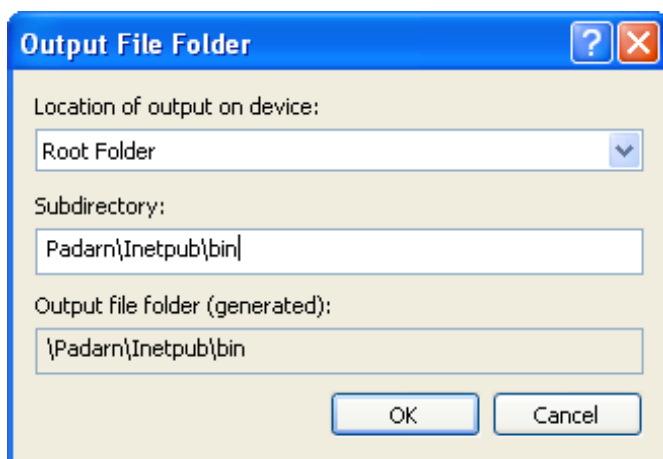 Output File Folder
Location of output on device:
Root Folder
Subdirectory:
Padarn\Inetpub\bin
Output file folder (generated):
\Padarn\Inetpub\bin
OK Cancel